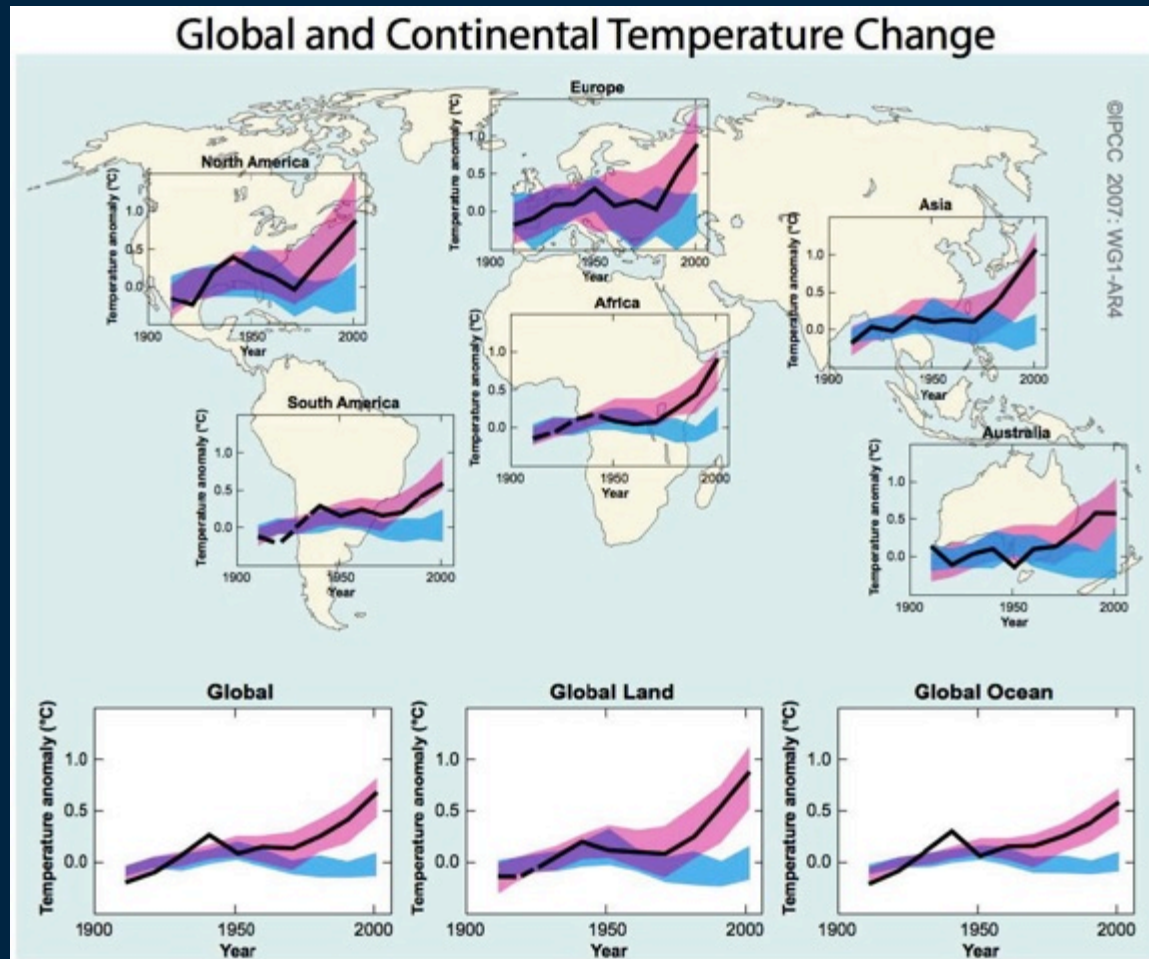 Global and Continental Temperature Change
©IPCC 2007: WG1-AR4
Europe
Temperature anomaly (°C)
1.0
0.5
0.0
1900
1950
2000
Year
North America
Temperature anomaly (°C)
1.0
0.5
0.0
1900
1950
2000
Year
Asia
Temperature anomaly (°C)
1.0
0.5
0.0
1900
1950
2000
Year
Africa
Temperature anomaly (°C)
1.0
0.5
0.0
1900
1950
2000
Year
South America
Temperature anomaly (°C)
1.0
0.5
0.0
1900
1950
2000
Year
Australia
Temperature anomaly (°C)
1.0
0.5
0.0
1900
1950
2000
Year
Global
Temperature anomaly (°C)
1.0
0.5
0.0
1900
1950
2000
Year
Global Land
Temperature anomaly (°C)
1.0
0.5
0.0
1900
1950
2000
Year
Global Ocean
Temperature anomaly (°C)
1.0
0.5
0.0
1900
1950
2000
Year